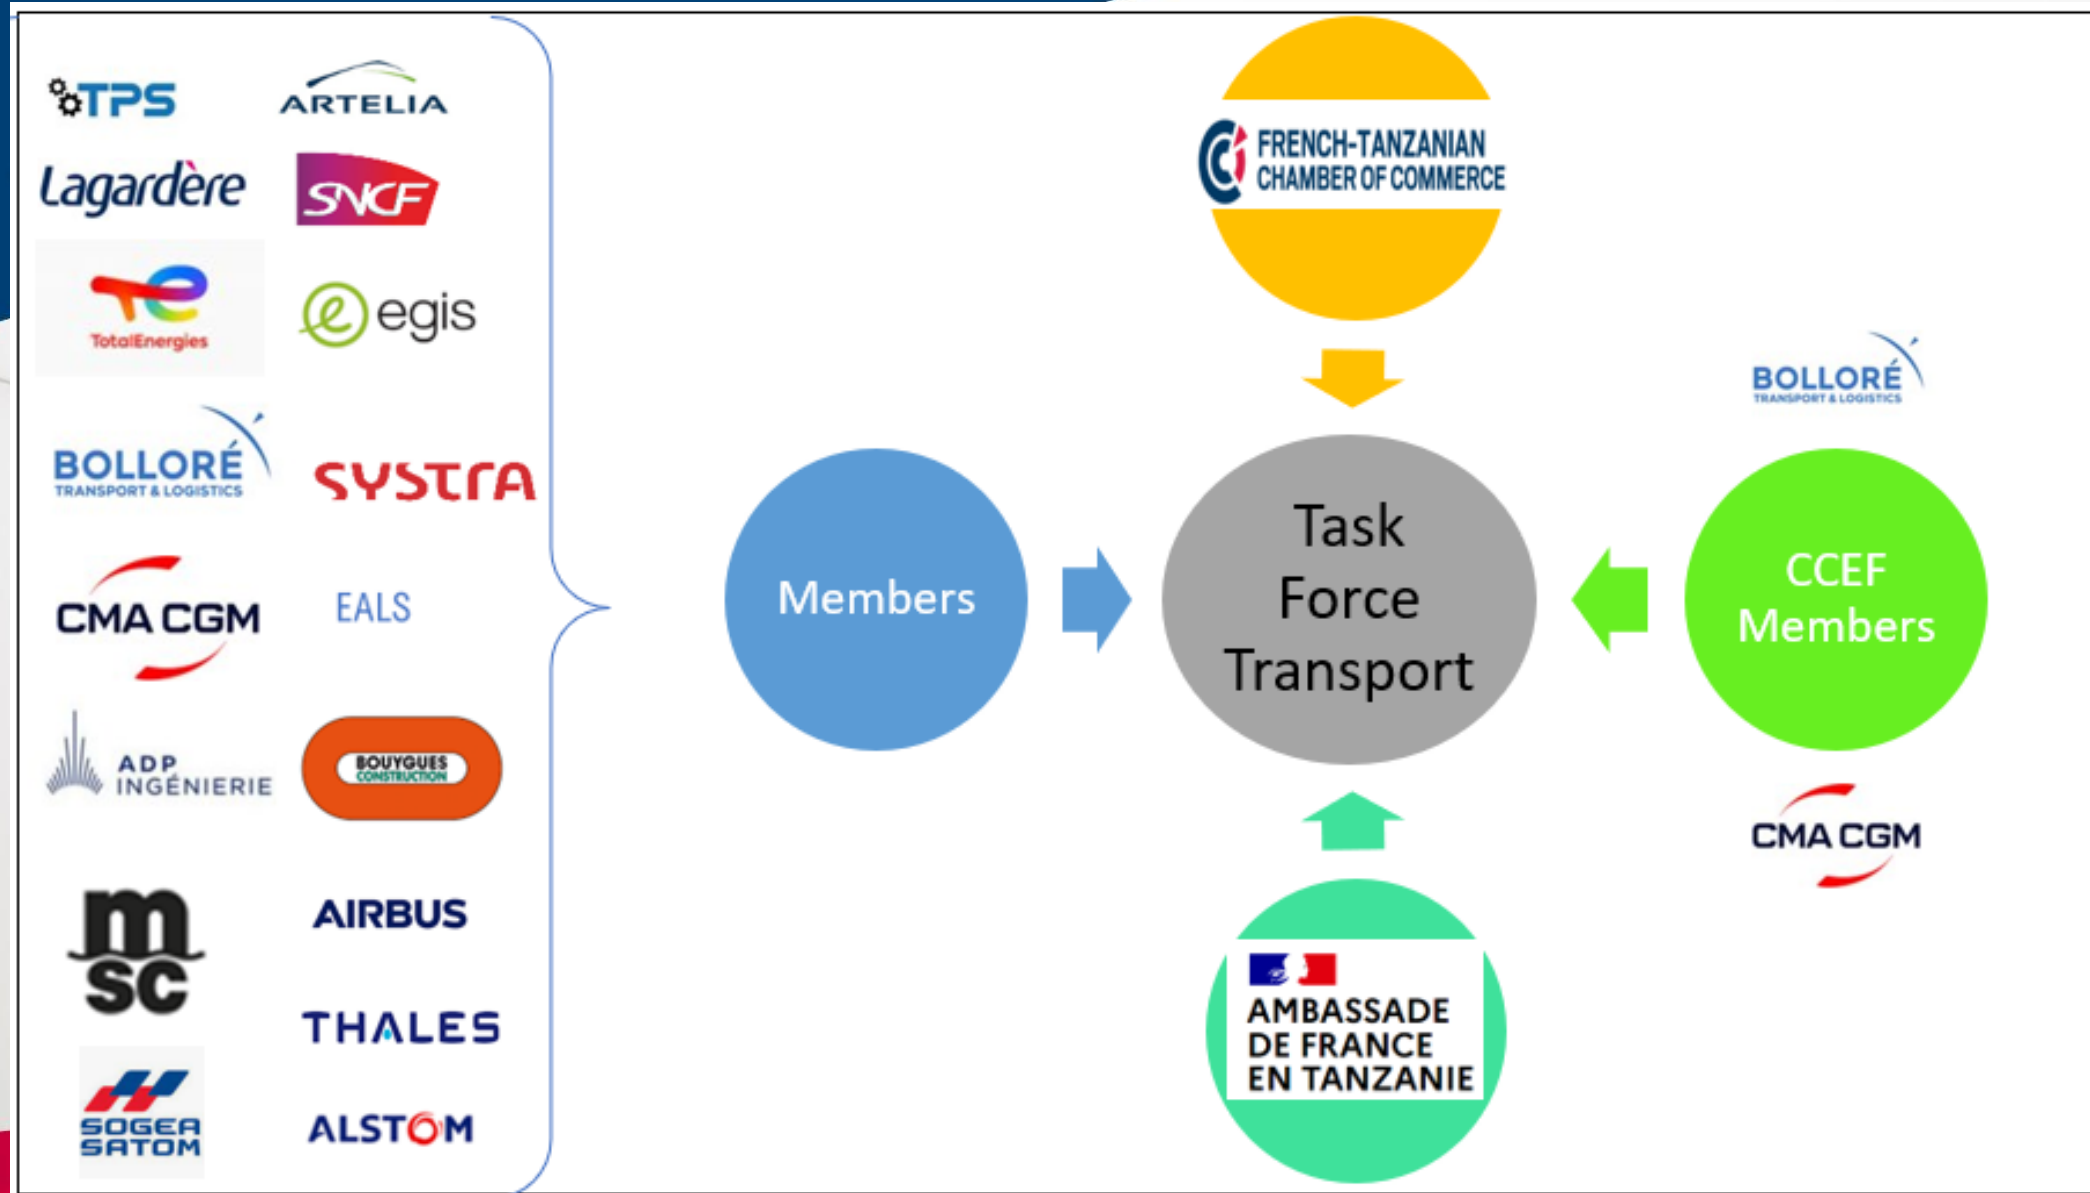 TPS
ARTELIA
Lagardère
SNCF
TotalEnergies
egis
BOLLORÉ
TRANSPORT & LOGISTICS
SYSTRA
CMA CGM
EALS
ADP
INGÉNIERIE
BOUYGUES
CONSTRUCTION
msc
AIRBUS
THALES
SOGEA
SATOM
ALSTOM
Members
FRENCH-TANZANIAN
CHAMBER OF COMMERCE
Task
Force
Transport
AMBASSADE
DE FRANCE
EN TANZANIE
BOLLORÉ
TRANSPORT & LOGISTICS
CCEF
Members
CMA CGM